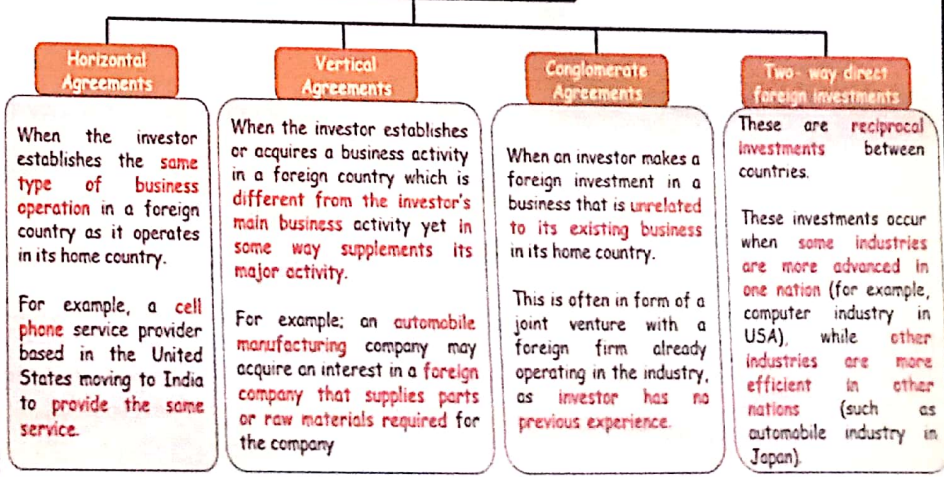 Horizontal
Agreements
When the investor
establishes the same
type of business
operation in a foreign
country as it operates
in its home country.
For example, a cell
phone service provider
based in the United
States moving to India
to provide the same
service.
Vertical
Agreements
When the investor establishes
or acquires a business activity
in a foreign country which is
different from the investor's
main business activity yet in
some way supplements its
major activity.
For example; an automobile
manufacturing company may
acquire an interest in a foreign
company that supplies parts
or raw materials required for
the company
Conglomerate
Agreements
When an investor makes a
foreign investment in a
business that is unrelated
to its existing business
in its home country.
This is often in form of a
joint venture with a
foreign firm already
operating in the industry,
as investor has no
previous experience.
Two- way direct
foreign investments
These are reciprocal
investments between
countries.
These investments occur
when some industries
are more advanced in
one nation (for example,
computer industry in
USA), while other
industries are more
efficient in other
nations (such as
automobile industry in
Japan).